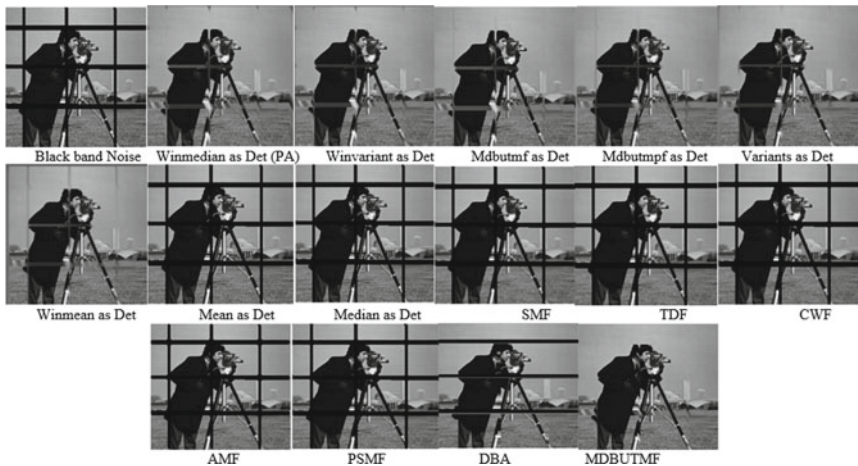 Black band Noise Winmedian as Det (PA) Winvariant as Det Mdbutmf as Det Mdbutmpf as Det Variants as Det
Winmean as Det Mean as Det Median as Det SMF TDF CWF
AMF PSMF DBA MDBUTMF